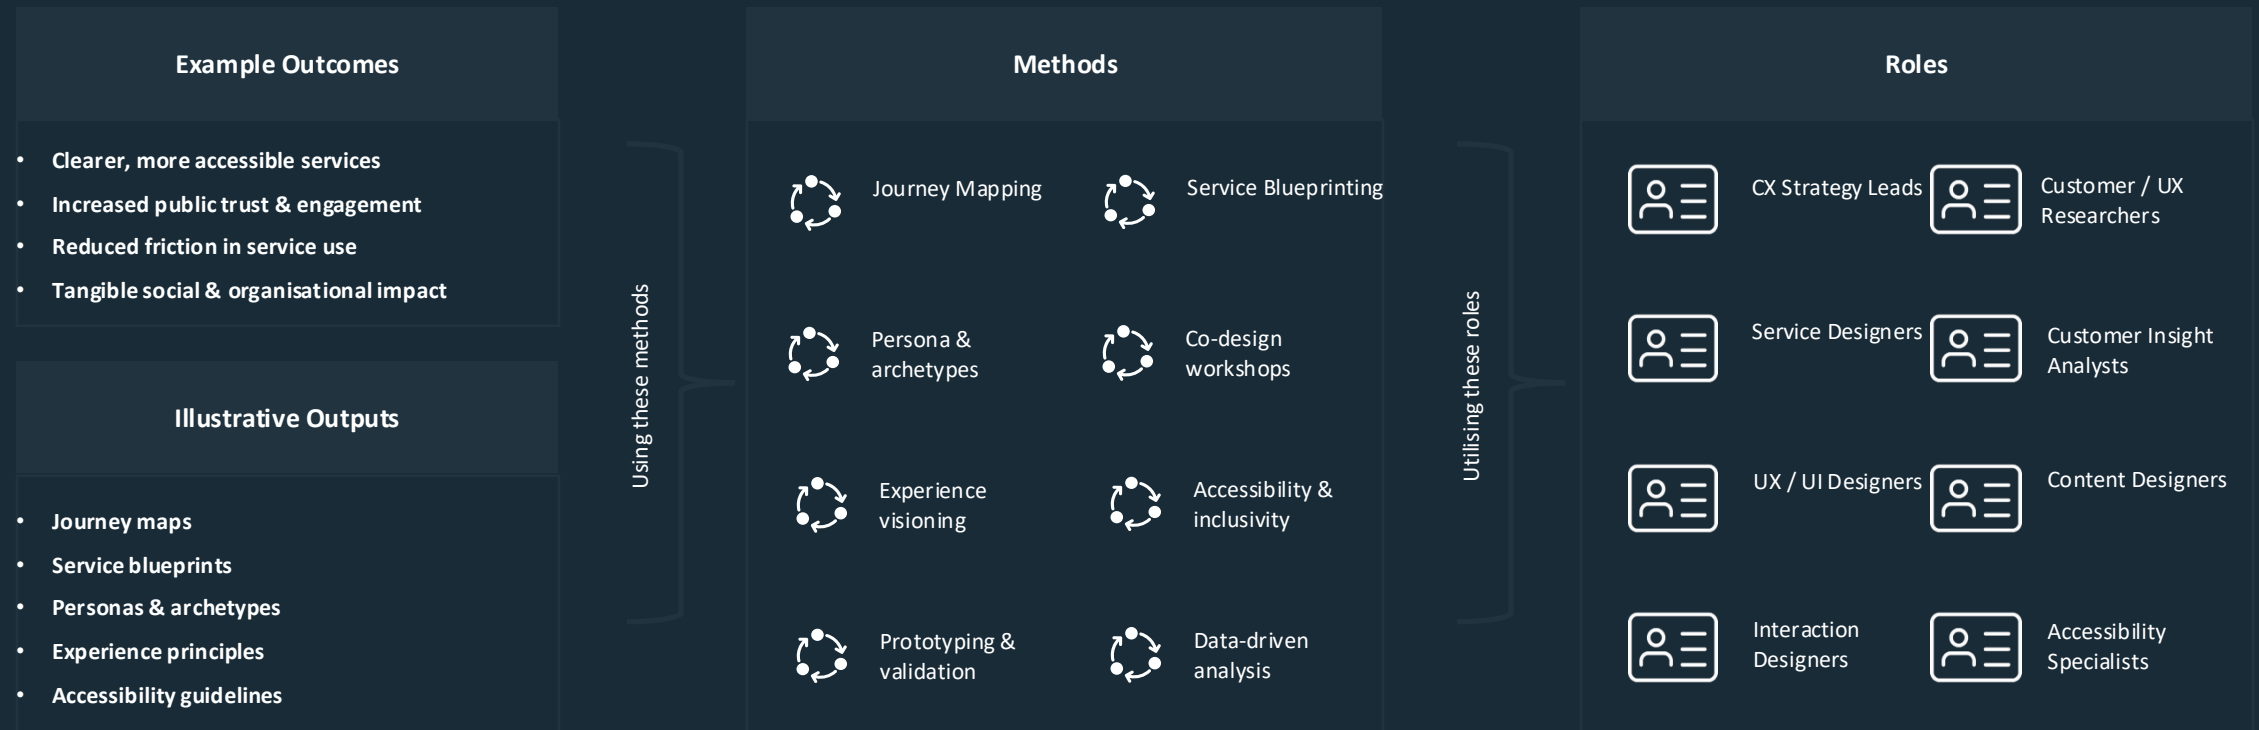 Example Outcomes
• Clearer, more accessible services
• Increased public trust & engagement
• Reduced friction in service use
• Tangible social & organisational impact
Illustrative Outputs
• Journey maps
• Service blueprints
• Personas & archetypes
• Experience principles
• Accessibility guidelines
Using these methods
Methods
Journey Mapping
Service Blueprinting
Persona &
archetypes
Co-design
workshops
Experience
visioning
Accessibility &
inclusivity
Prototyping &
validation
Data-driven
analysis
Utilising these roles
Roles
CX Strategy Leads
Customer / UX
Researchers
Service Designers
Customer Insight
Analysts
UX / UI Designers
Content Designers
Interaction
Designers
Accessibility
Specialists